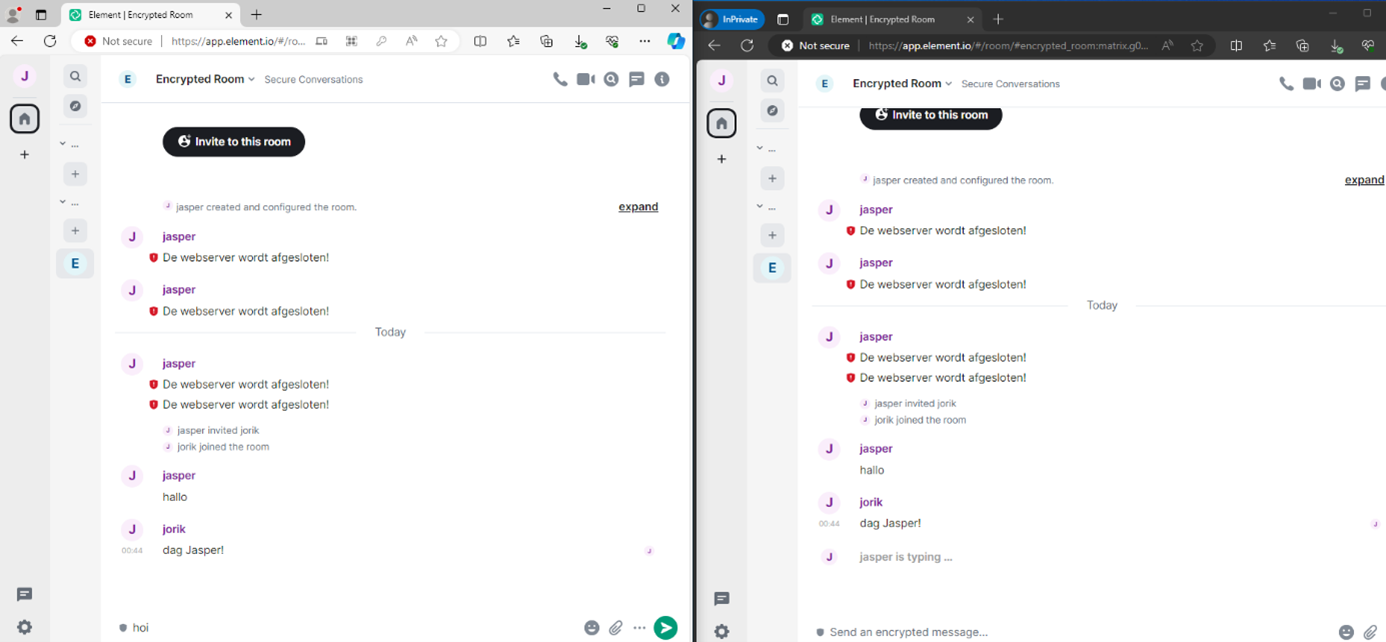 Element | Encrypted Room
Not secure
https://app.element.io/#/ro...
J
E
Encrypted Room
Secure Conversations
...
...
E
Invite to this room
J
jasper created and configured the room.
expand
J
jasper
De webserver wordt afgesloten!
J
jasper
De webserver wordt afgesloten!
Today
J
jasper
De webserver wordt afgesloten!
De webserver wordt afgesloten!
J
jasper invited jorik
J
jorik joined the room
J
jasper
hallo
J
jorik
00:44
dag Jasper!
J
hoi
InPrivate
Element | Encrypted Room
Not secure
https://app.element.io/#/room/#encrypted_room:matrix.g0...
J
E
Encrypted Room
Secure Conversations
...
...
E
Invite to this room
J
jasper created and configured the room.
expand
J
jasper
De webserver wordt afgesloten!
J
jasper
De webserver wordt afgesloten!
Today
J
jasper
De webserver wordt afgesloten!
De webserver wordt afgesloten!
J
jasper invited jorik
J
jorik joined the room
J
jasper
hallo
J
jorik
00:44
dag Jasper!
J
J
jasper is typing ...
Send an encrypted message...